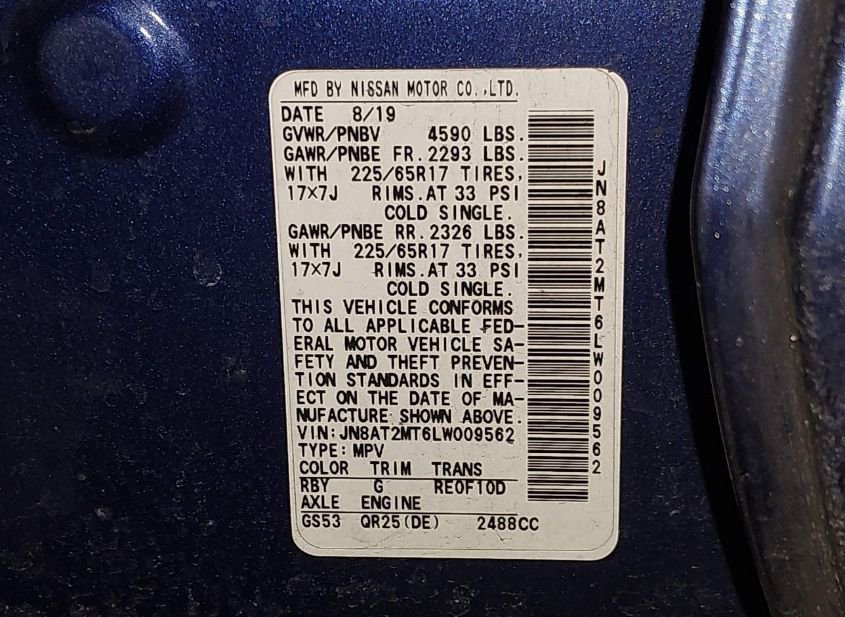 MFD BY NISSAN MOTOR CO.,LTD.
DATE 8/19
GVWR/PNBV 4590 LBS.
GAWR/PNBE FR. 2293 LBS.
WITH 225/65R17 TIRES,
17×7J RIMS. AT 33 PSI
COLD SINGLE.
GAWR/PNBE RR. 2326 LBS.
WITH 225/65R17 TIRES,
17×7J RIMS. AT 33 PSI
COLD SINGLE.
THIS VEHICLE CONFORMS
TO ALL APPLICABLE FED-
ERAL MOTOR VEHICLE SA-
FETY AND THEFT PREVEN-
TION STANDARDS IN EFF-
ECT ON THE DATE OF MA-
NUFACTURE SHOWN ABOVE.
VIN: JN8AT2MT6LW009562
TYPE: MPV
COLOR TRIM TRANS
RBY G RE0F10D
AXLE ENGINE
GS53 QR25(DE) 2488CC
JN8AT2MT6LW009562